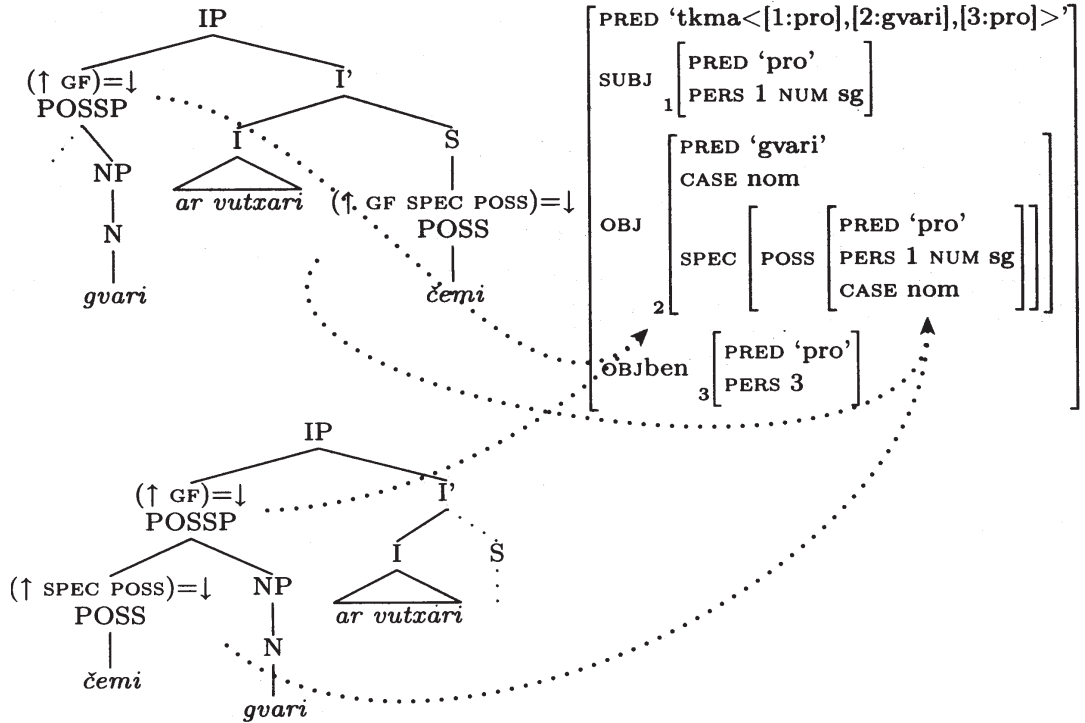 IP
(↑ GF)=↓
POSSP
I'
NP
I
S
ar vutxari
(↑ GF SPEC POSS)=↓
POSS
N
gvari
čemi
PRED ‘tkma<[1:pro],[2:gvari],[3:pro]>’
SUBJ 1
PRED ‘pro’
PERS 1 NUM sg
OBJ 2
PRED ‘gvari’
CASE nom
SPEC
POSS
PRED ‘pro’
PERS 1 NUM sg
CASE nom
OBJben 3
PRED ‘pro’
PERS 3
IP
(↑ GF)=↓
POSSP
I'
I
S
(↑ SPEC POSS)=↓
POSS
NP
ar vutxari
N
čemi
gvari